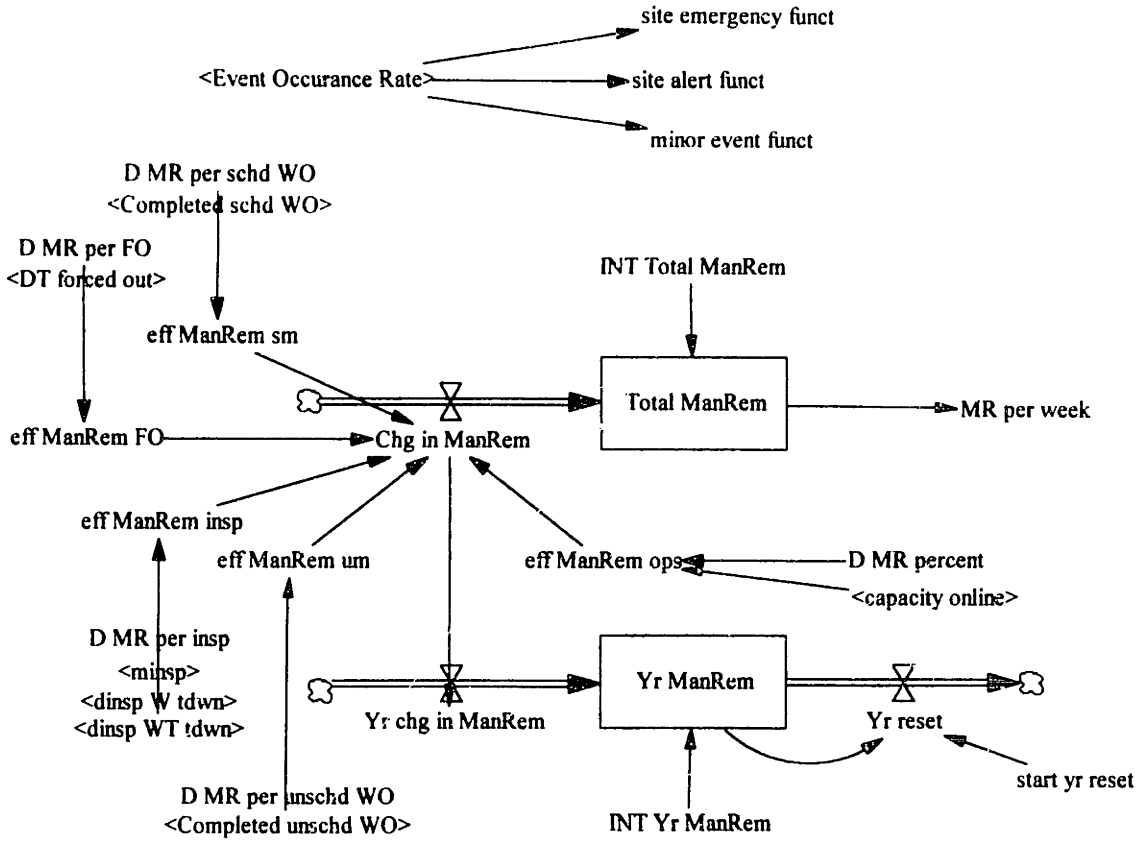 site emergency funct
<Event Occurance Rate>
site alert funct
minor event funct
D MR per schd WO
<Completed schd WO>
D MR per FO
<DT forced out>
INT Total ManRem
eff ManRem sm
Total ManRem
MR per week
eff ManRem FO
Chg in ManRem
eff ManRem insp
eff ManRem um
eff ManRem ops
D MR percent
<capacity online>
D MR per insp
<minsp>
<dinsp W tdwn>
<dinsp WT tdwn>
Yr ManRem
Yr chg in ManRem
Yr reset
start yr reset
D MR per unschd WO
<Completed unschd WO>
INT Yr ManRem